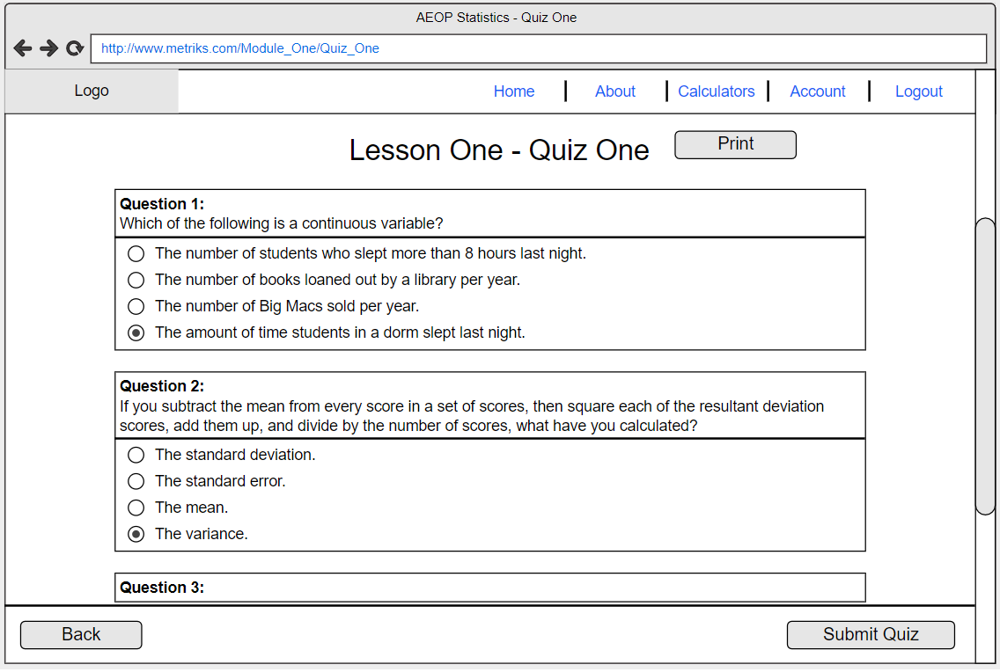 AEOP Statistics - Quiz One
http://www.metriks.com/Module_One/Quiz_One
Logo
Home
About
Calculators
Account
Logout
Lesson One - Quiz One
Print
Question 1:
Which of the following is a continuous variable?
The number of students who slept more than 8 hours last night.
The number of books loaned out by a library per year.
The number of Big Macs sold per year.
The amount of time students in a dorm slept last night.
Question 2:
If you subtract the mean from every score in a set of scores, then square each of the resultant deviation
scores, add them up, and divide by the number of scores, what have you calculated?
The standard deviation.
The standard error.
The mean.
The variance.
Question 3:
Back
Submit Quiz